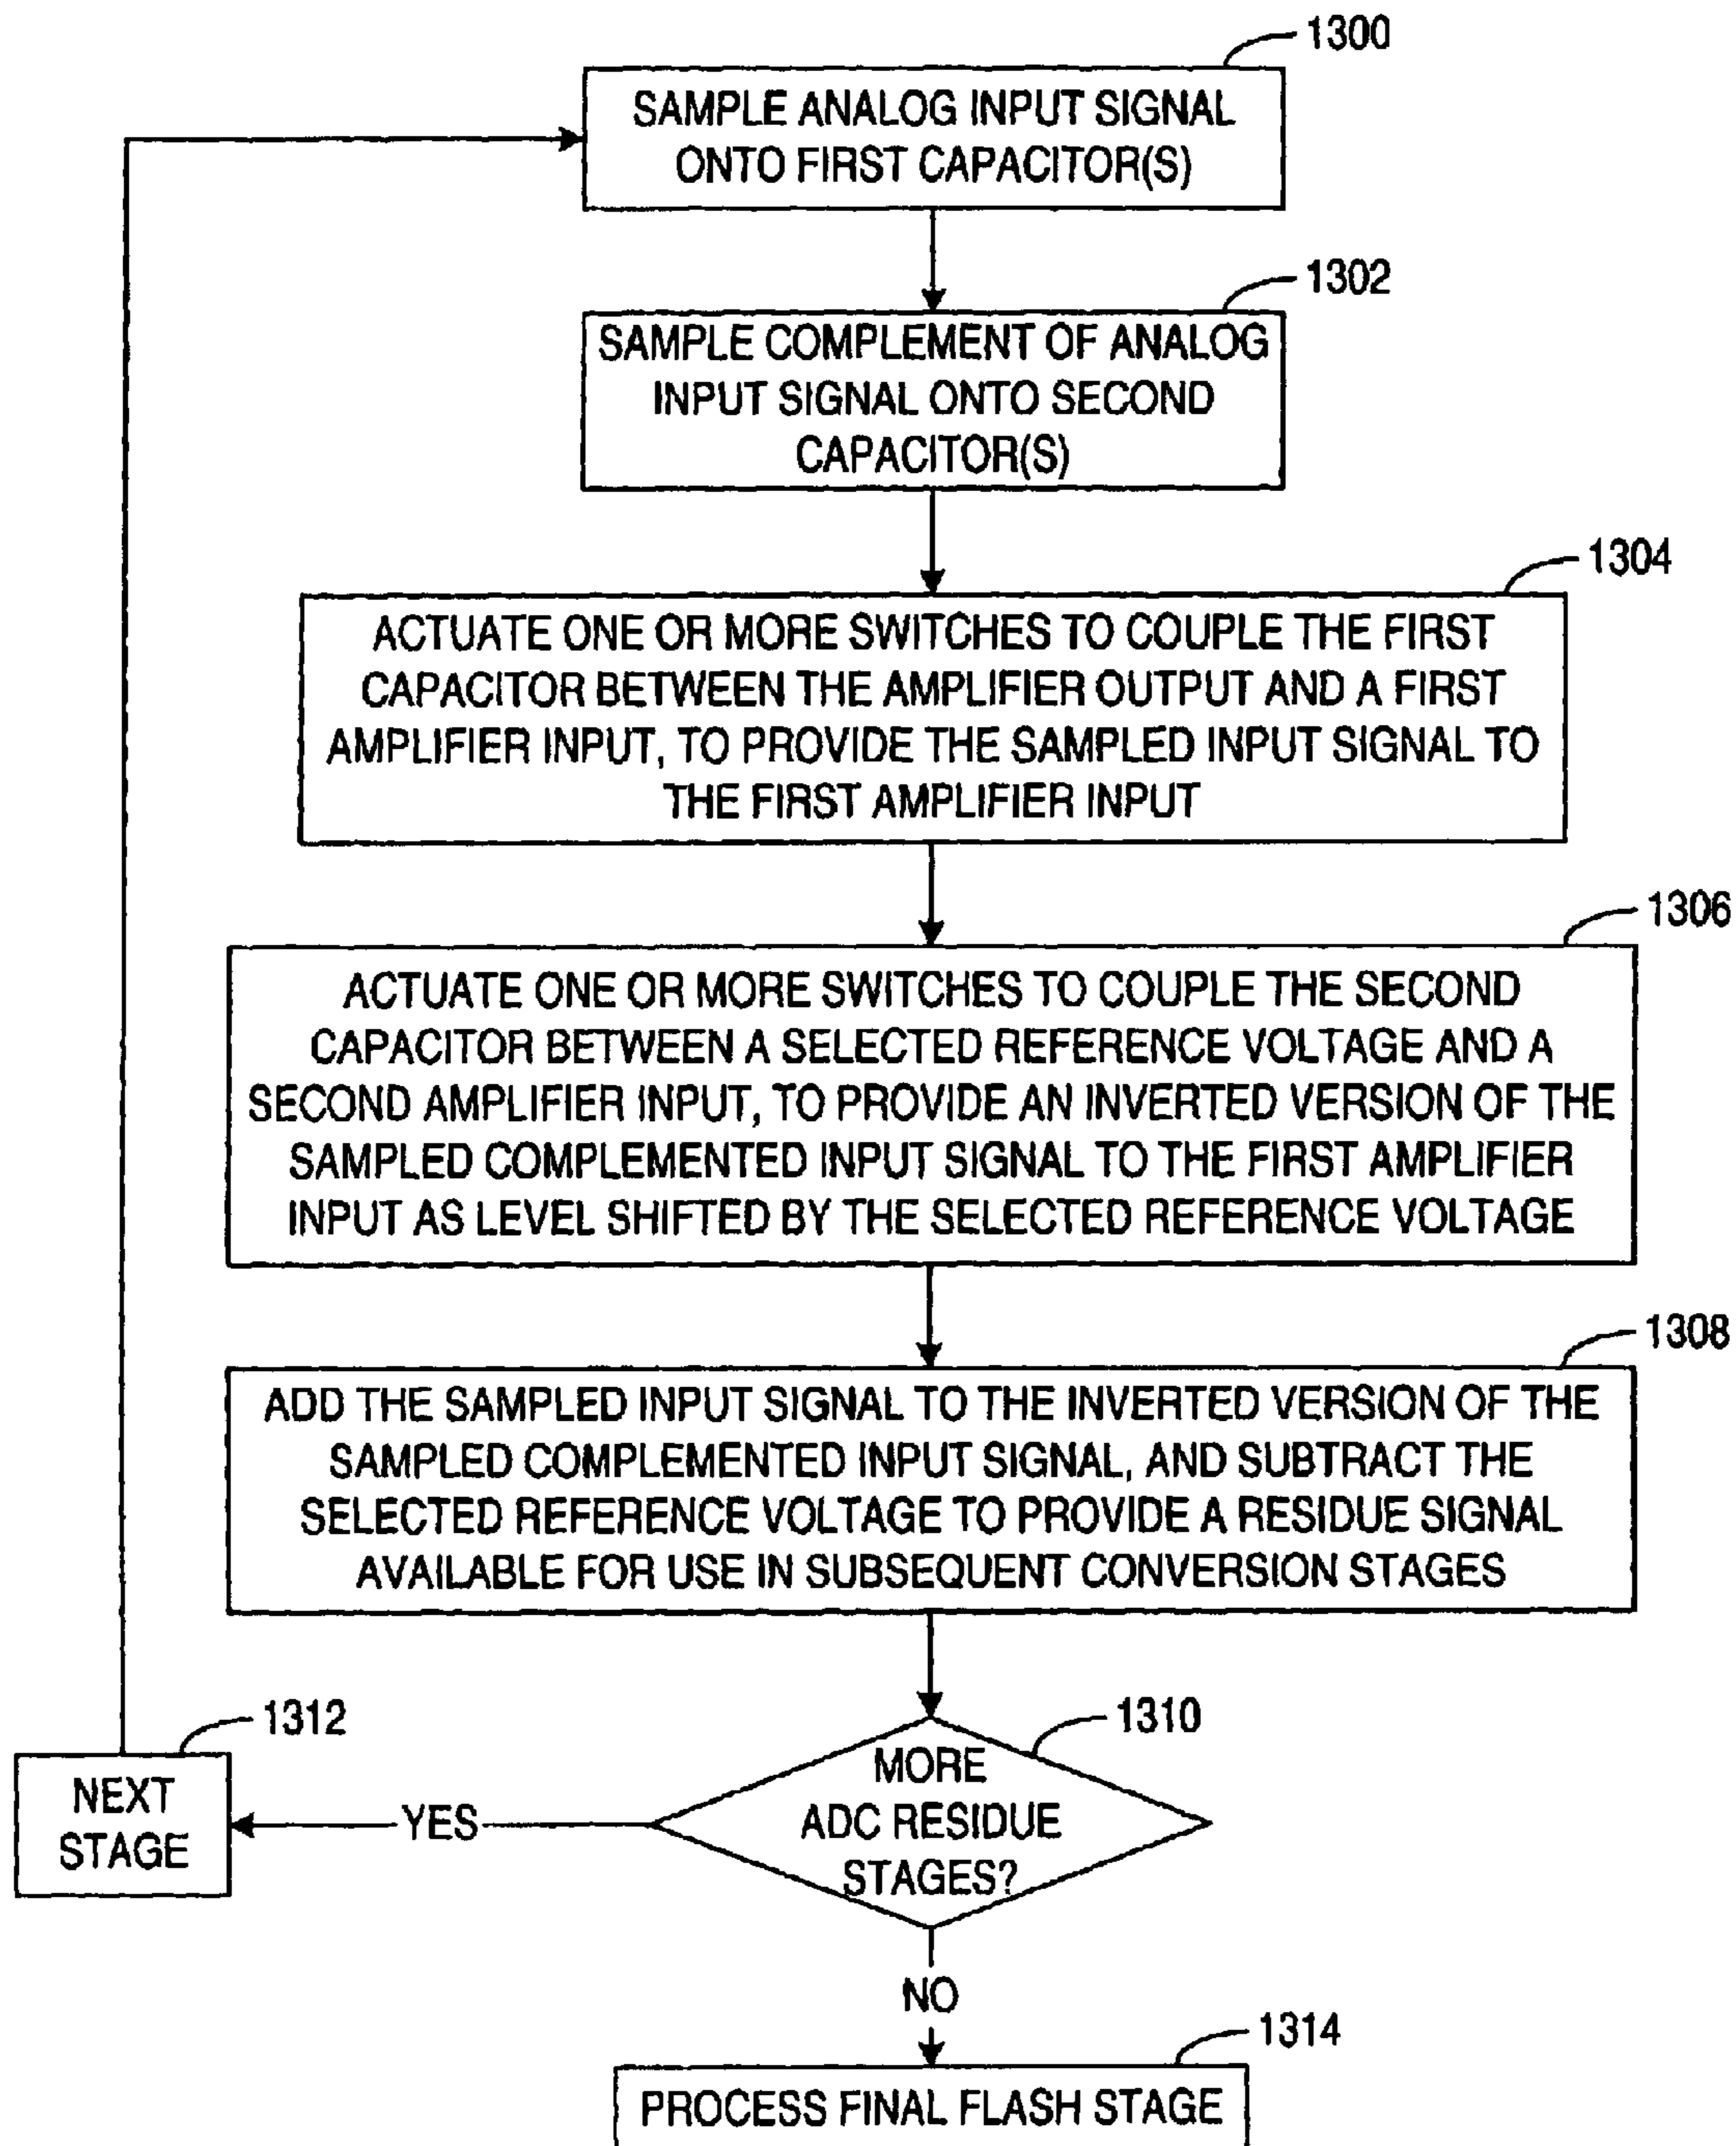 1300
SAMPLE ANALOG INPUT SIGNAL
ONTO FIRST CAPACITOR(S)
1302
SAMPLE COMPLEMENT OF ANALOG
INPUT SIGNAL ONTO SECOND
CAPACITOR(S)
1304
ACTUATE ONE OR MORE SWITCHES TO COUPLE THE FIRST
CAPACITOR BETWEEN THE AMPLIFIER OUTPUT AND A FIRST
AMPLIFIER INPUT, TO PROVIDE THE SAMPLED INPUT SIGNAL TO
THE FIRST AMPLIFIER INPUT
1306
ACTUATE ONE OR MORE SWITCHES TO COUPLE THE SECOND
CAPACITOR BETWEEN A SELECTED REFERENCE VOLTAGE AND A
SECOND AMPLIFIER INPUT, TO PROVIDE AN INVERTED VERSION OF THE
SAMPLED COMPLEMENTED INPUT SIGNAL TO THE FIRST AMPLIFIER
INPUT AS LEVEL SHIFTED BY THE SELECTED REFERENCE VOLTAGE
1308
ADD THE SAMPLED INPUT SIGNAL TO THE INVERTED VERSION OF THE
SAMPLED COMPLEMENTED INPUT SIGNAL, AND SUBTRACT THE
SELECTED REFERENCE VOLTAGE TO PROVIDE A RESIDUE SIGNAL
AVAILABLE FOR USE IN SUBSEQUENT CONVERSION STAGES
1310
MORE
ADC RESIDUE
STAGES?
YES
1312
NEXT
STAGE
NO
1314
PROCESS FINAL FLASH STAGE